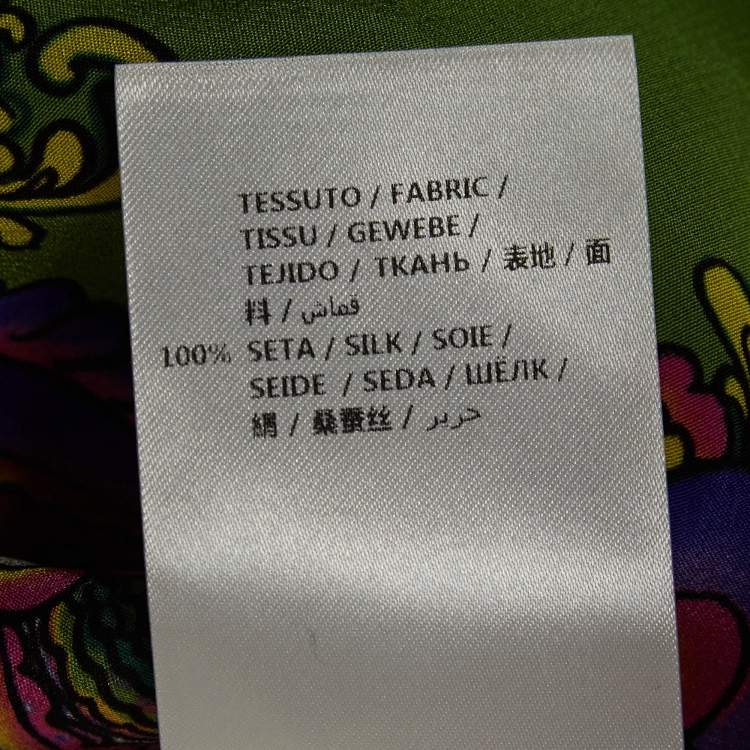 TESSUTO / FABRIC /
TISSU / GEWEBE /
TEJIDO / ТКАНЬ / 表地 / 面
料 / قماش
100% SETA / SILK / SOIE /
SEIDE / SEDA / ШЁЛК /
絹 / 桑蚕丝 / حرير